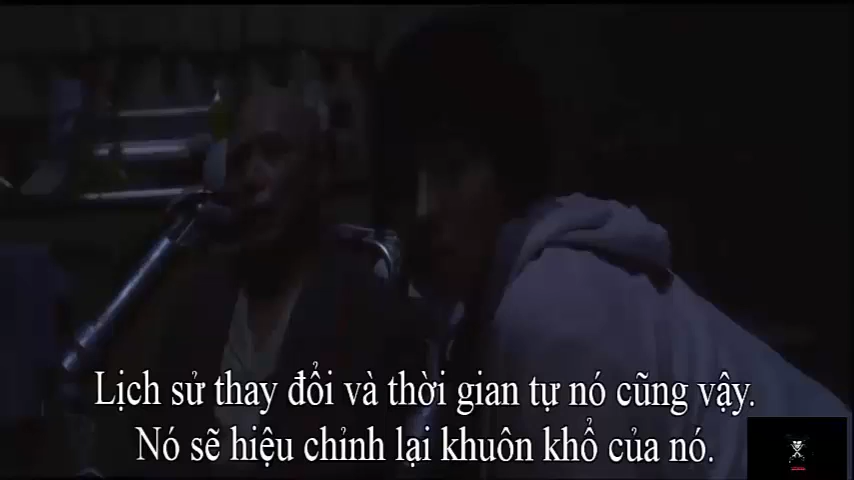 Lịch sử thay đổi và thời gian tự nó cũng vậy.
Nó sẽ hiệu chỉnh lại khuôn khổ của nó.